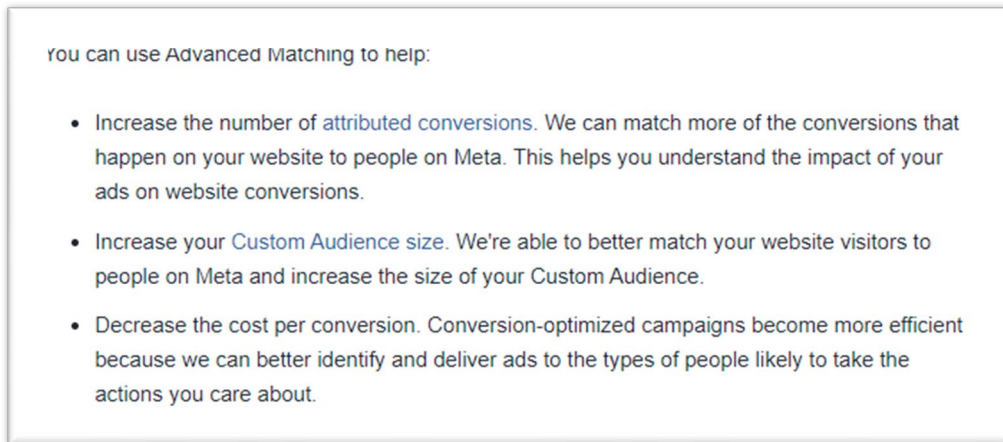 You can use Advanced Matching to help:
Increase the number of attributed conversions. We can match more of the conversions that
happen on your website to people on Meta. This helps you understand the impact of your
ads on website conversions.
Increase your Custom Audience size. We're able to better match your website visitors to
people on Meta and increase the size of your Custom Audience.
Decrease the cost per conversion. Conversion-optimized campaigns become more efficient
because we can better identify and deliver ads to the types of people likely to take the
actions you care about.